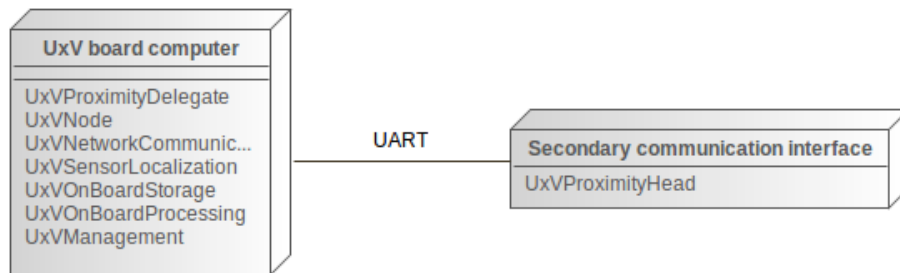 UxV board computer
UxVProximityDelegate
UxVNode
UxVNetworkCommunic...
UxVSensorLocalization
UxVOnBoardStorage
UxVOnBoardProcessing
UxVManagement
UART
Secondary communication interface
UxVProximityHead